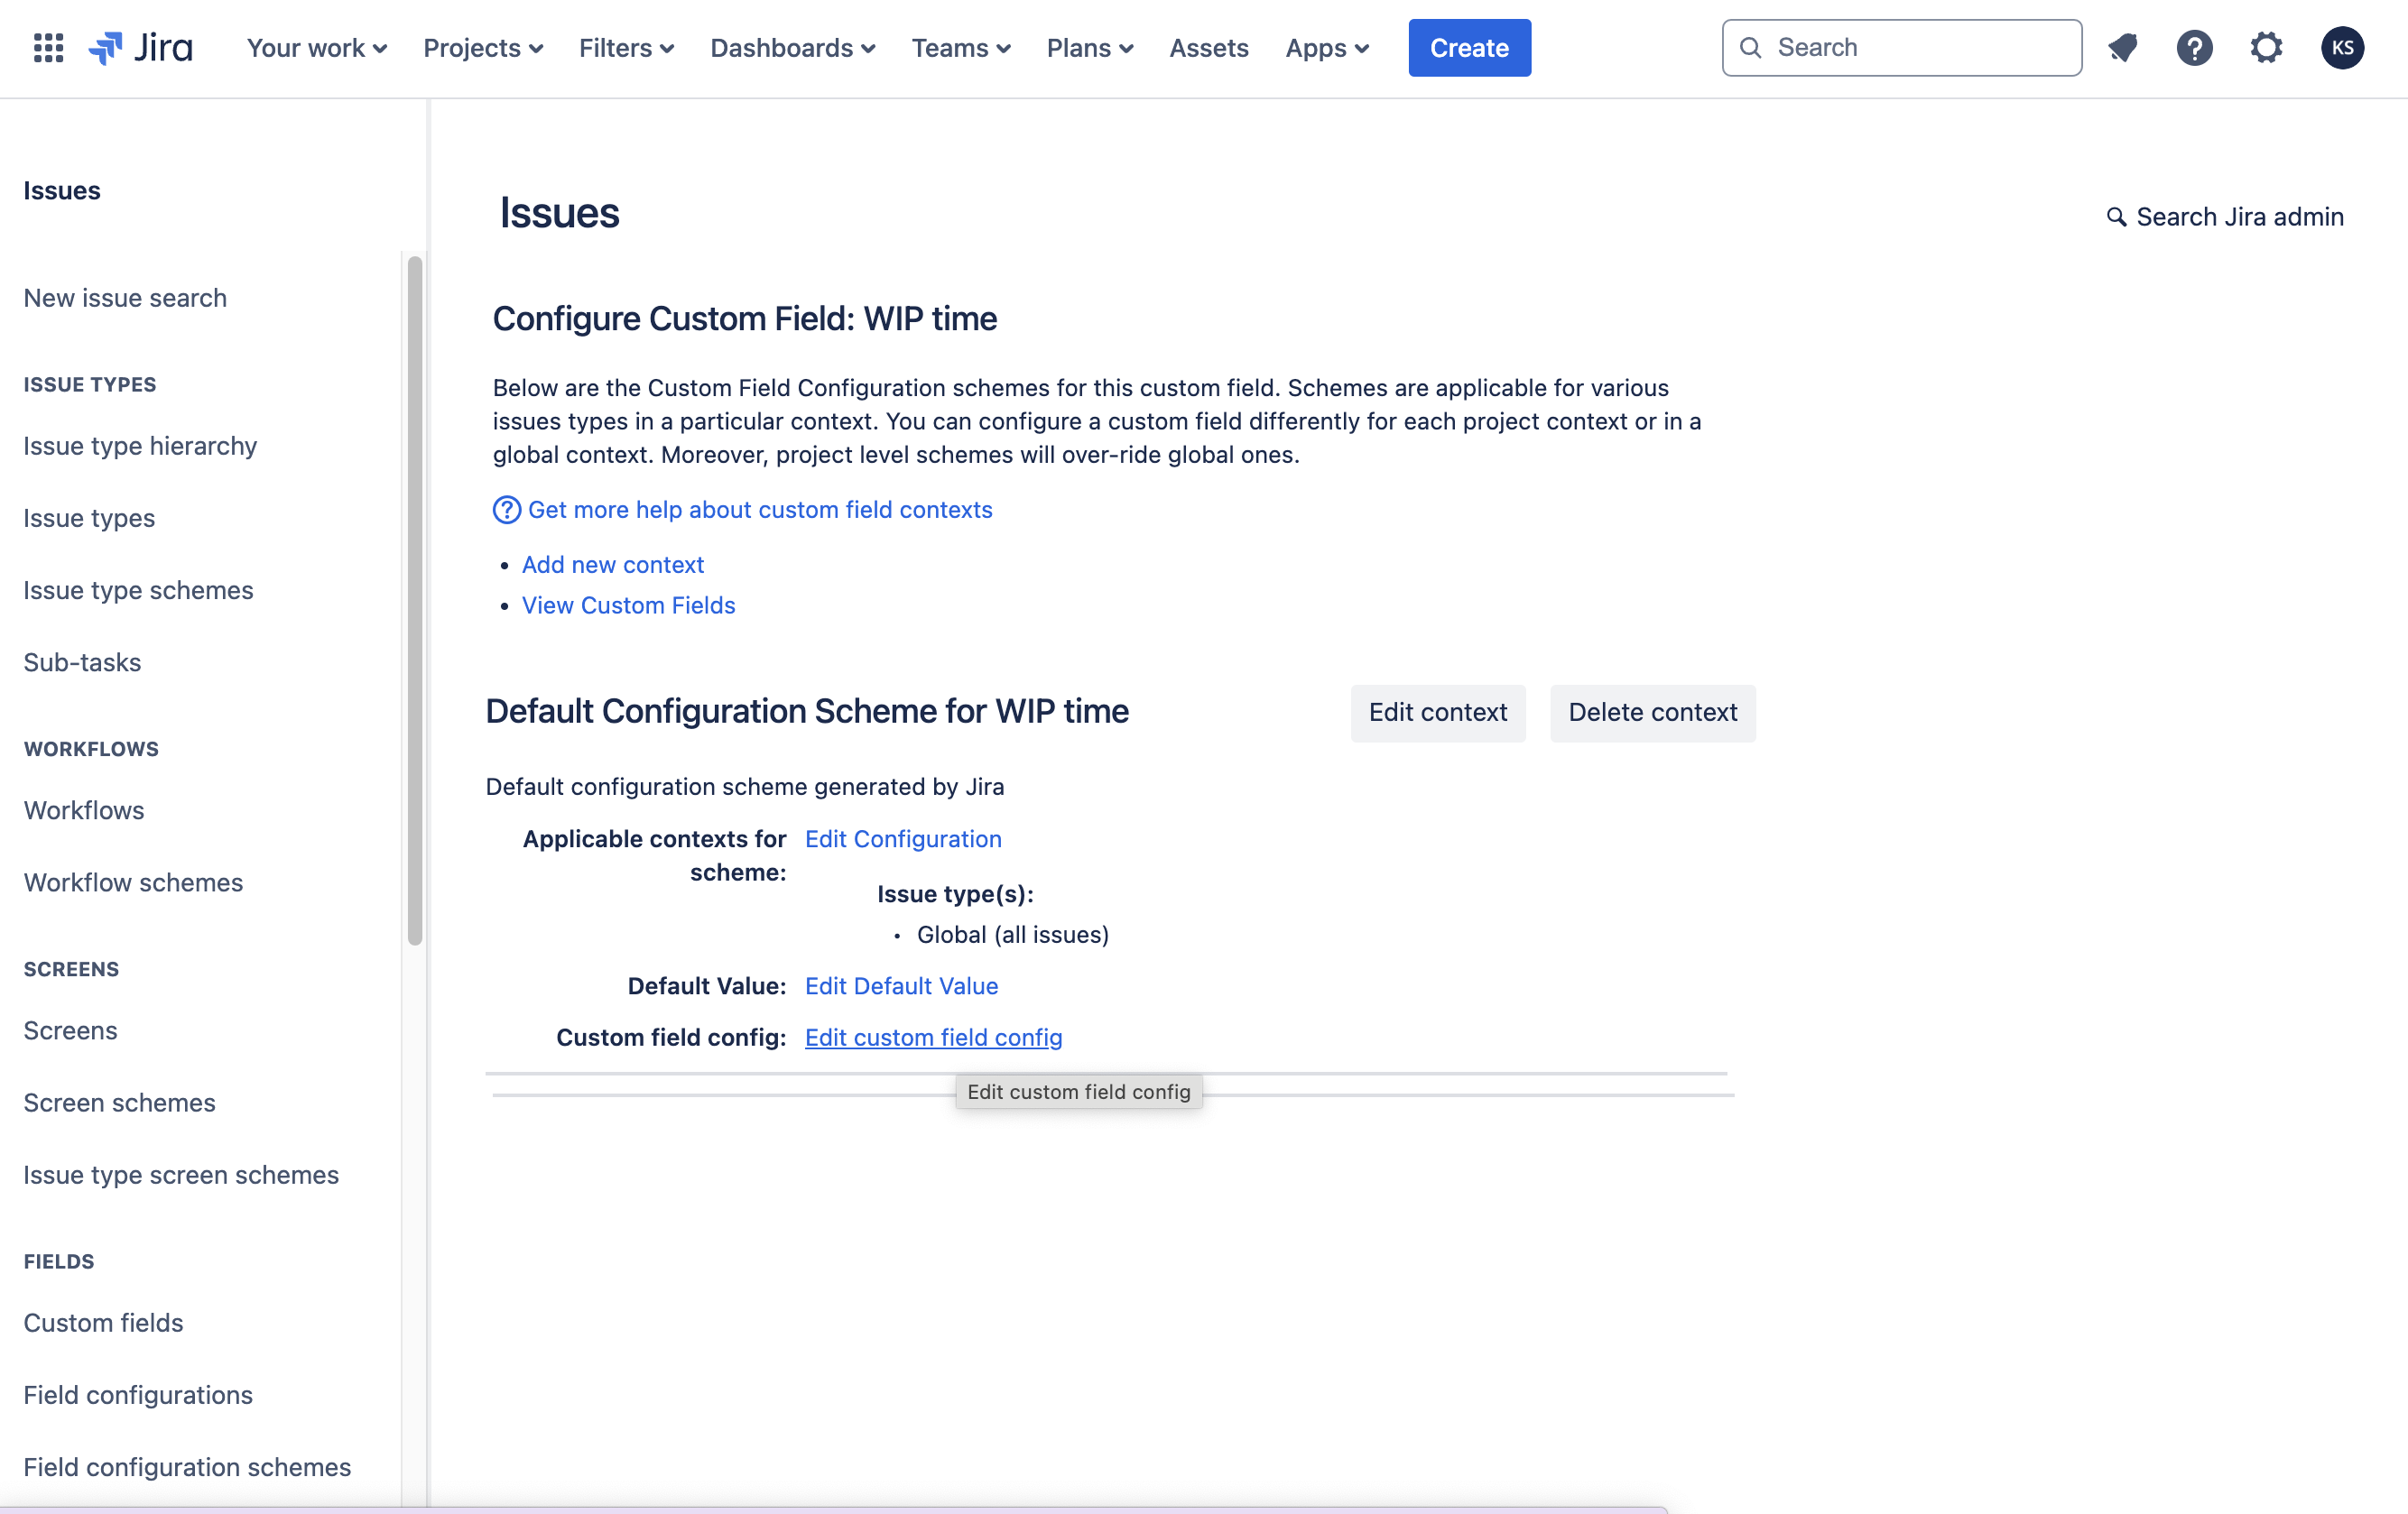 Jira
Your work
Projects
Filters
Dashboards
Teams
Plans
Assets
Apps
Create
Search
?
KS
Issues
New issue search
ISSUE TYPES
Issue type hierarchy
Issue types
Issue type schemes
Sub-tasks
WORKFLOWS
Workflows
Workflow schemes
SCREENS
Screens
Screen schemes
Issue type screen schemes
FIELDS
Custom fields
Field configurations
Field configuration schemes
Issues
Search Jira admin
Configure Custom Field: WIP time
Below are the Custom Field Configuration schemes for this custom field. Schemes are applicable for various
issues types in a particular context. You can configure a custom field differently for each project context or in a
global context. Moreover, project level schemes will over-ride global ones.
? Get more help about custom field contexts
• Add new context
• View Custom Fields
Default Configuration Scheme for WIP time
Edit context
Delete context
Default configuration scheme generated by Jira
Applicable contexts for
scheme:
Edit Configuration
Issue type(s):
• Global (all issues)
Default Value: Edit Default Value
Custom field config: Edit custom field config
Edit custom field config